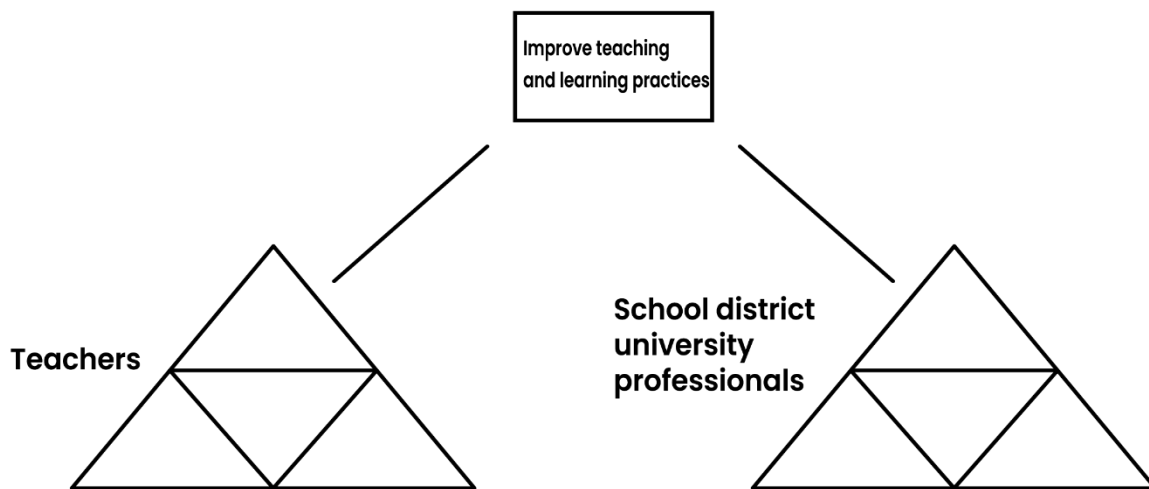 Improve teaching
and learning practices
Teachers
School district
university
professionals